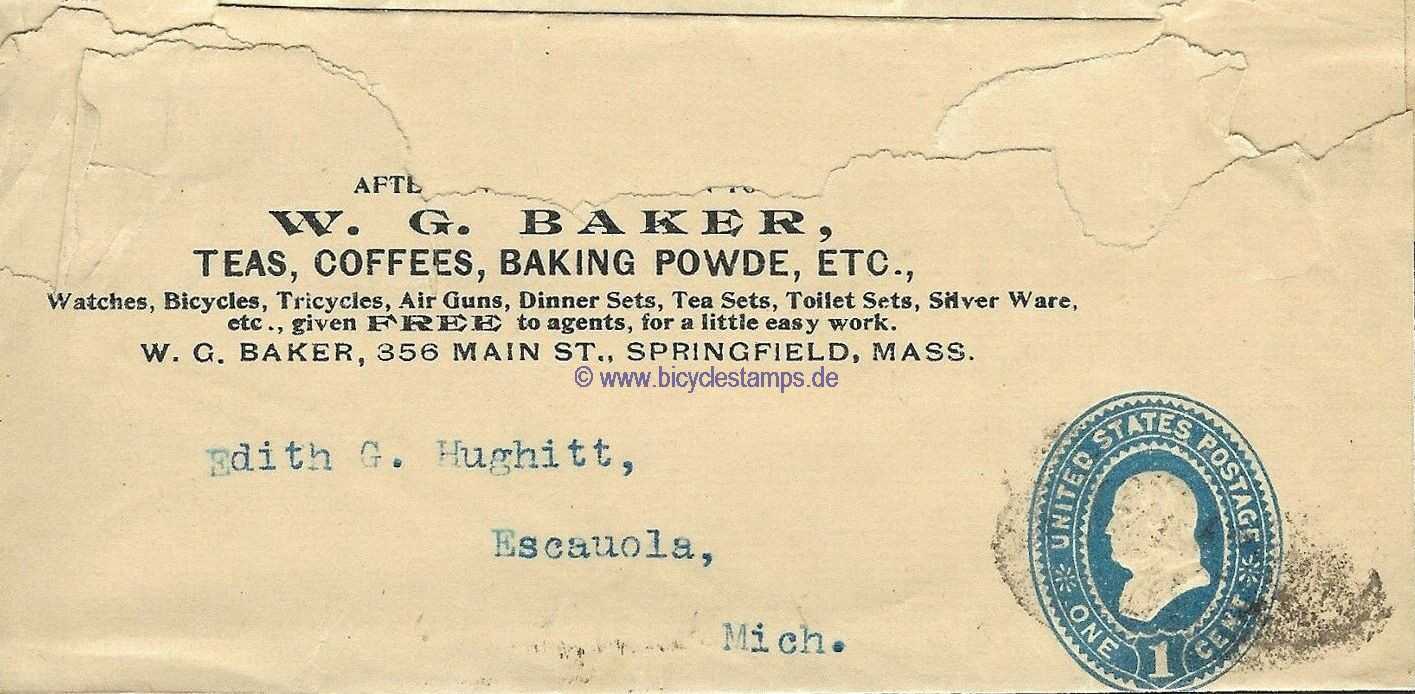 W. G. BAKER,
TEAS, COFFEES, BAKING POWDE, ETC.,
Watches, Bicycles, Tricycles, Air Guns, Dinner Sets, Tea Sets, Toilet Sets, Silver Ware,
etc., given FREE to agents, for a little easy work.
W. G. BAKER, 356 MAIN ST., SPRINGFIELD, MASS.
© www.bicyclestamps.de
Edith G. Hughitt,
Escauola,
Mich.
UNITED STATES POSTAGE
ONE 1 CENT